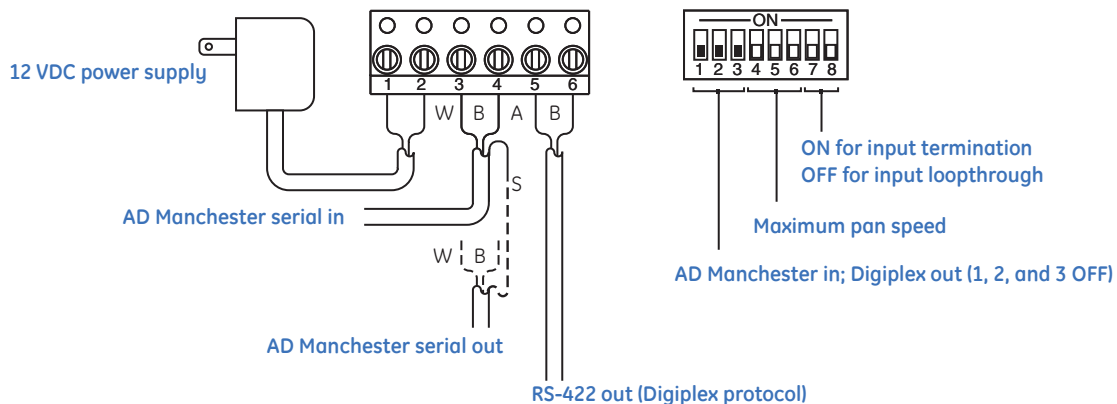 ON
1 2 3 4 5 6 7 8
12 VDC power supply
1 2 3 4 5 6
W B A B
ON for input termination
OFF for input loopthrough
S
AD Manchester serial in
Maximum pan speed
W B
AD Manchester in; Digiplex out (1, 2, and 3 OFF)
AD Manchester serial out
RS-422 out (Digiplex protocol)